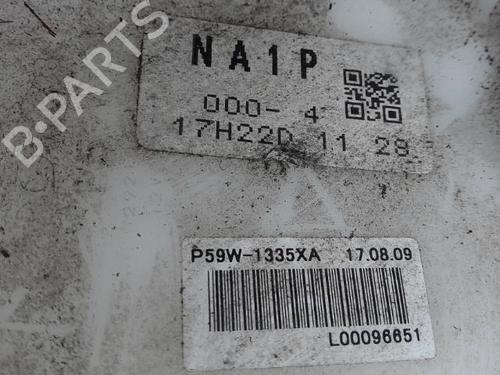 B-PARTS
NA1P
000- 4
17H22D 11 28
P59W-1335XA 17.08.09
L00096651